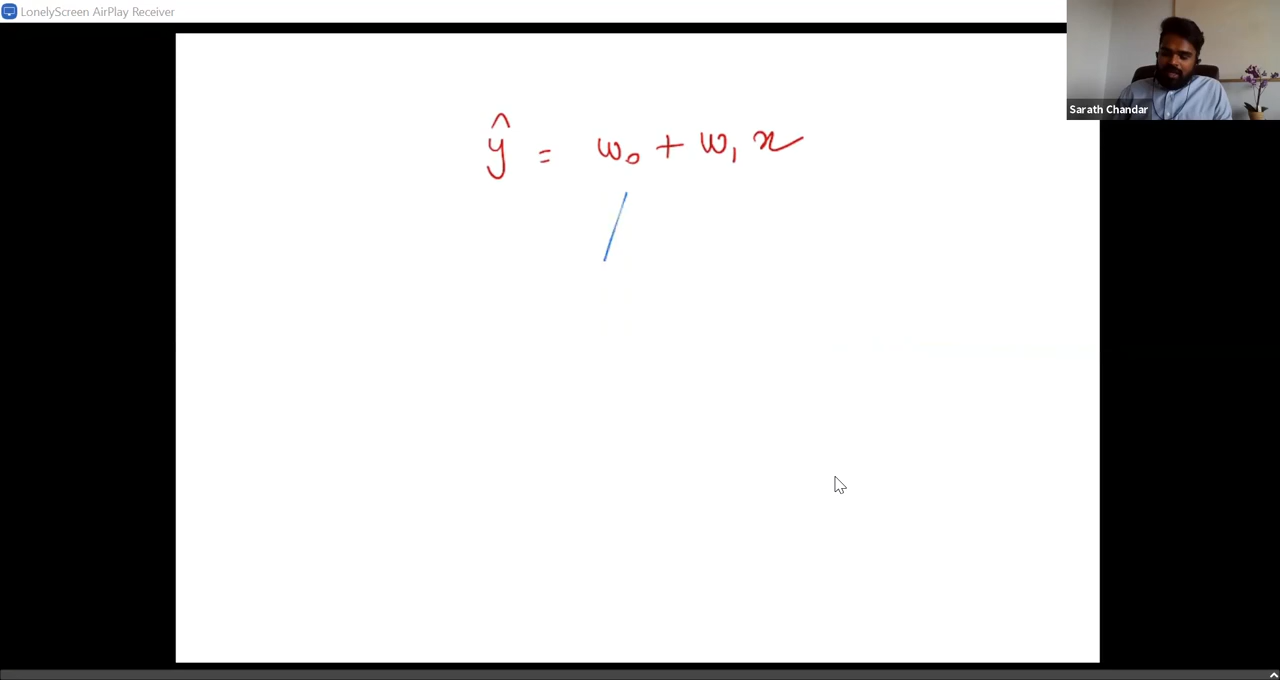 LonelyScreen AirPlay Receiver
Sarath Chandar
ŷ = w₀ + w₁ x